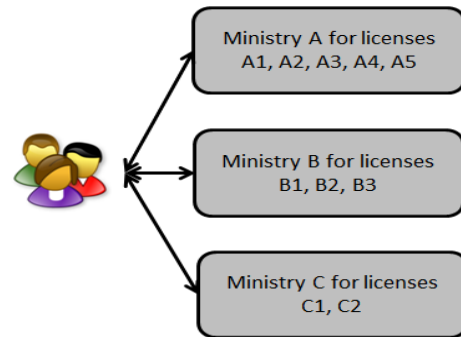 Ministry A for licenses
A1, A2, A3, A4, A5
Ministry B for licenses
B1, B2, B3
Ministry C for licenses
C1, C2